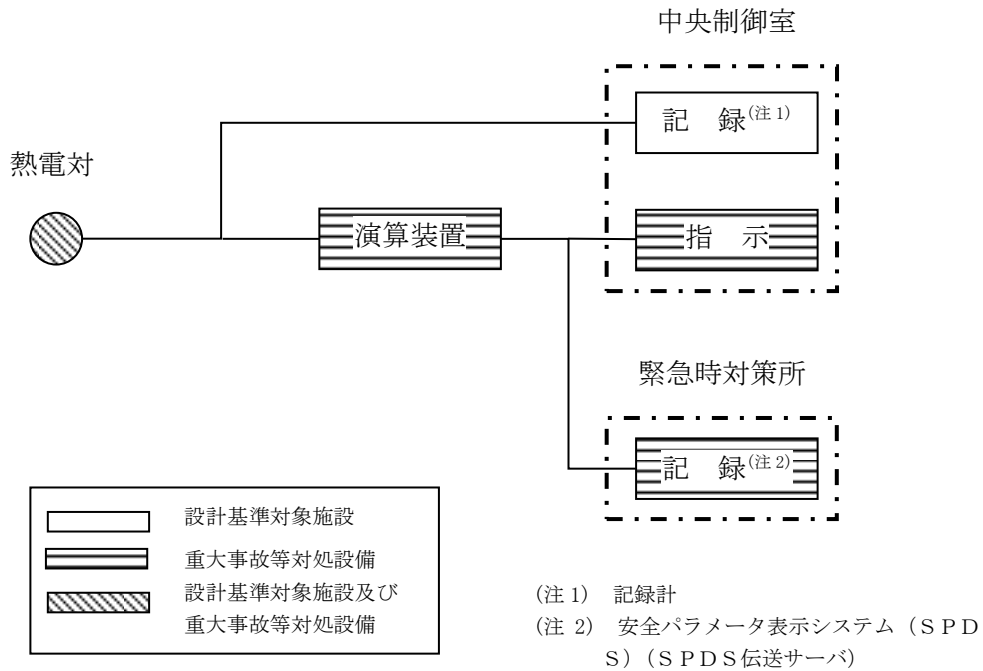 中央制御室
記　録(注1)
熱電対
演算装置
指　示
緊急時対策所
記　録(注2)
設計基準対象施設
重大事故等対処設備
設計基準対象施設及び
重大事故等対処設備
(注1)　記録計
(注 2)　安全パラメータ表示システム（ＳＰＤ
Ｓ）（ＳＰＤＳ伝送サーバ）